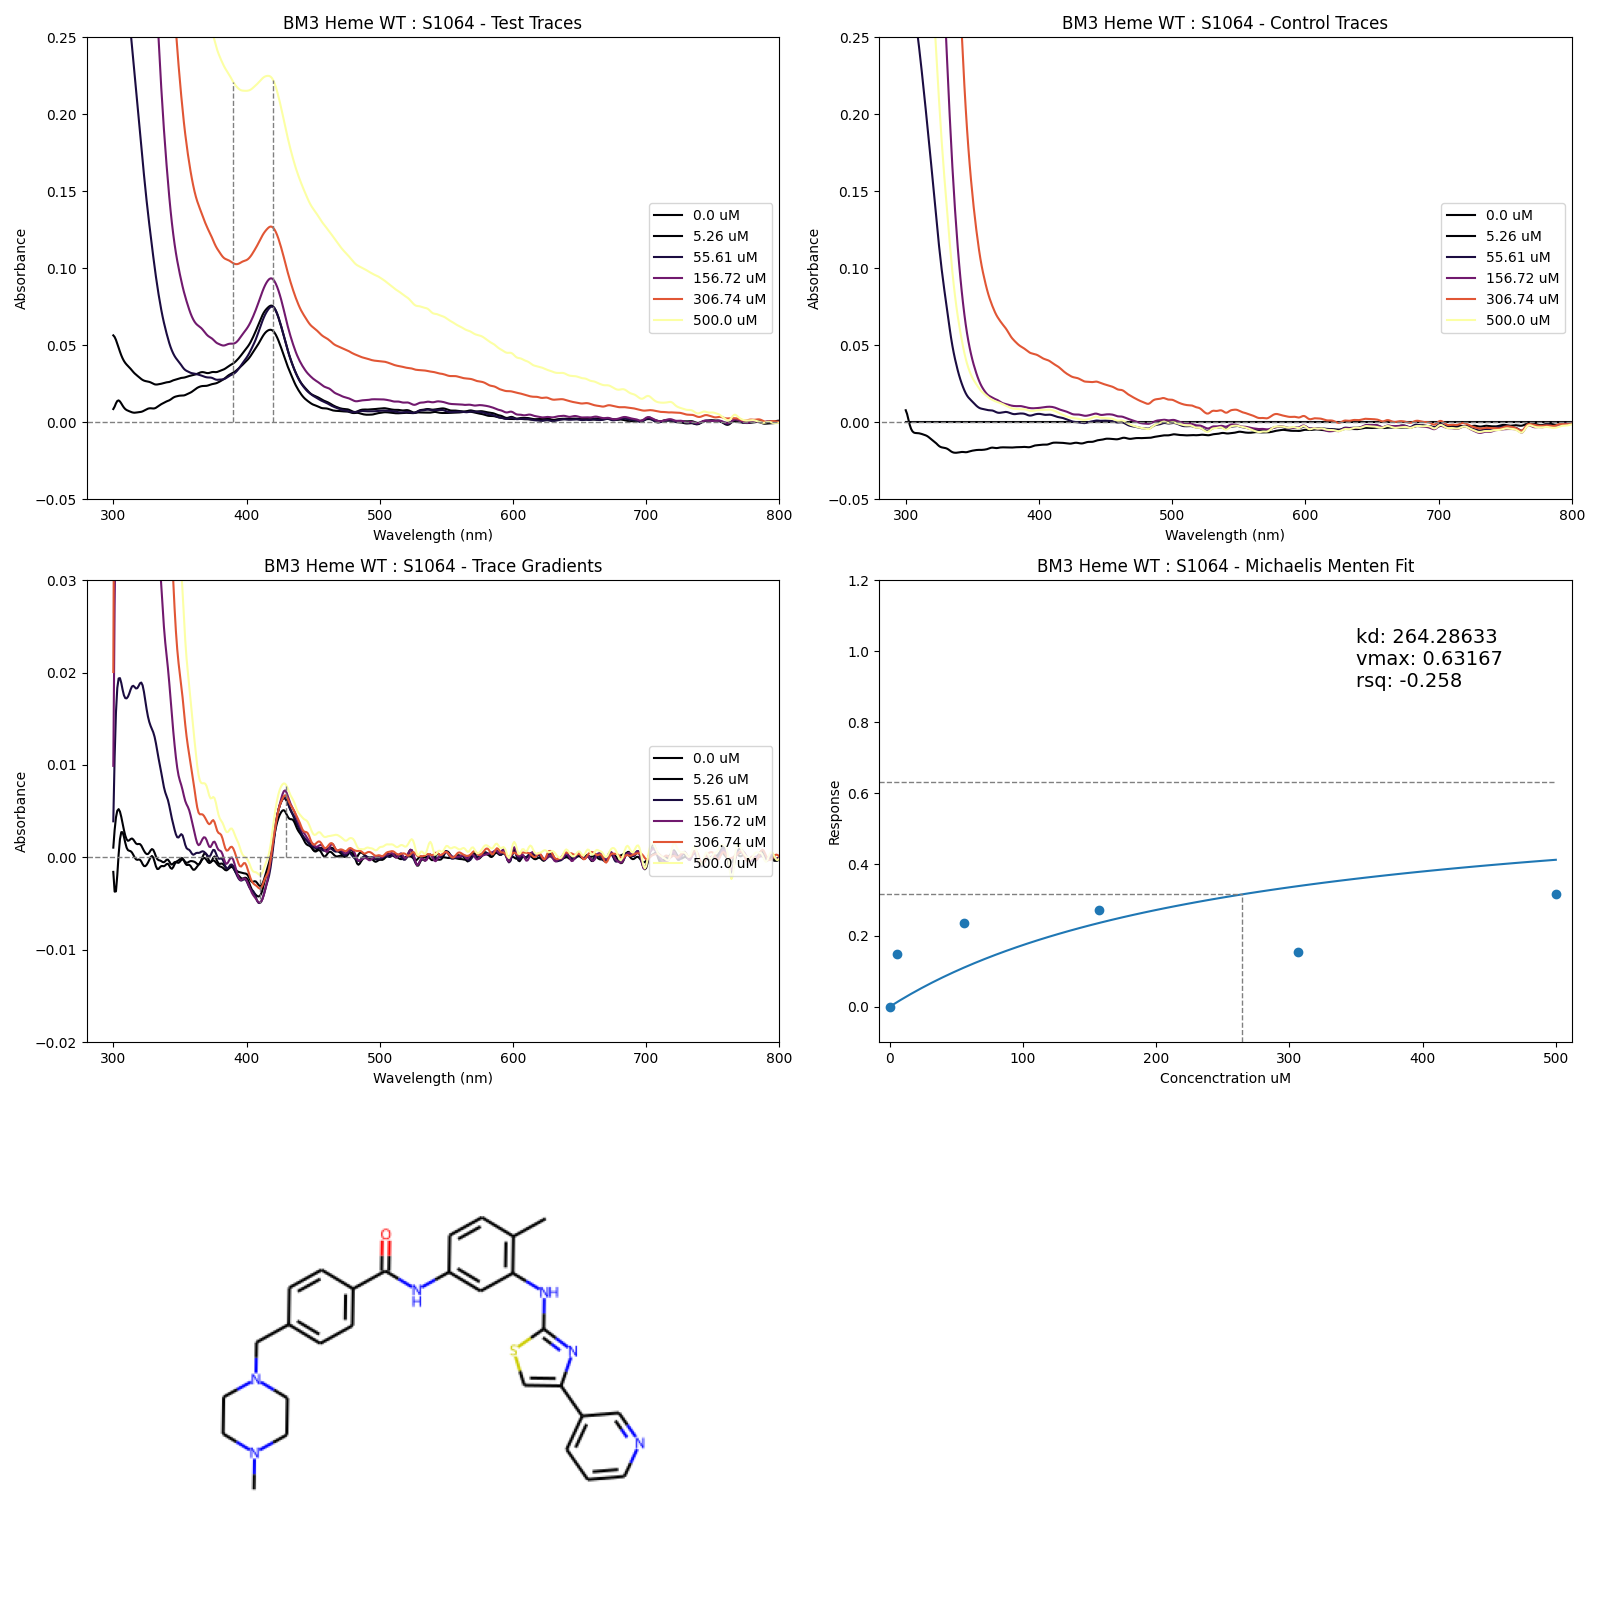 BM3 Heme WT : S1064 - Test Traces
0.25
0.20
0.15
0.10
0.05
0.00
−0.05
Absorbance
300 400 500 600 700 800
Wavelength (nm)
0.0 uM
5.26 uM
55.61 uM
156.72 uM
306.74 uM
500.0 uM
BM3 Heme WT : S1064 - Control Traces
0.25
0.20
0.15
0.10
0.05
0.00
−0.05
Absorbance
300 400 500 600 700 800
Wavelength (nm)
0.0 uM
5.26 uM
55.61 uM
156.72 uM
306.74 uM
500.0 uM
BM3 Heme WT : S1064 - Trace Gradients
0.03
0.02
0.01
0.00
−0.01
−0.02
Absorbance
300 400 500 600 700 800
Wavelength (nm)
0.0 uM
5.26 uM
55.61 uM
156.72 uM
306.74 uM
500.0 uM
BM3 Heme WT : S1064 - Michaelis Menten Fit
1.2
1.0
0.8
0.6
0.4
0.2
0.0
Response
0 100 200 300 400 500
Concenctration uM
kd: 264.28633
vmax: 0.63167
rsq: -0.258
O
N
H
NH
S
N
N
N
N